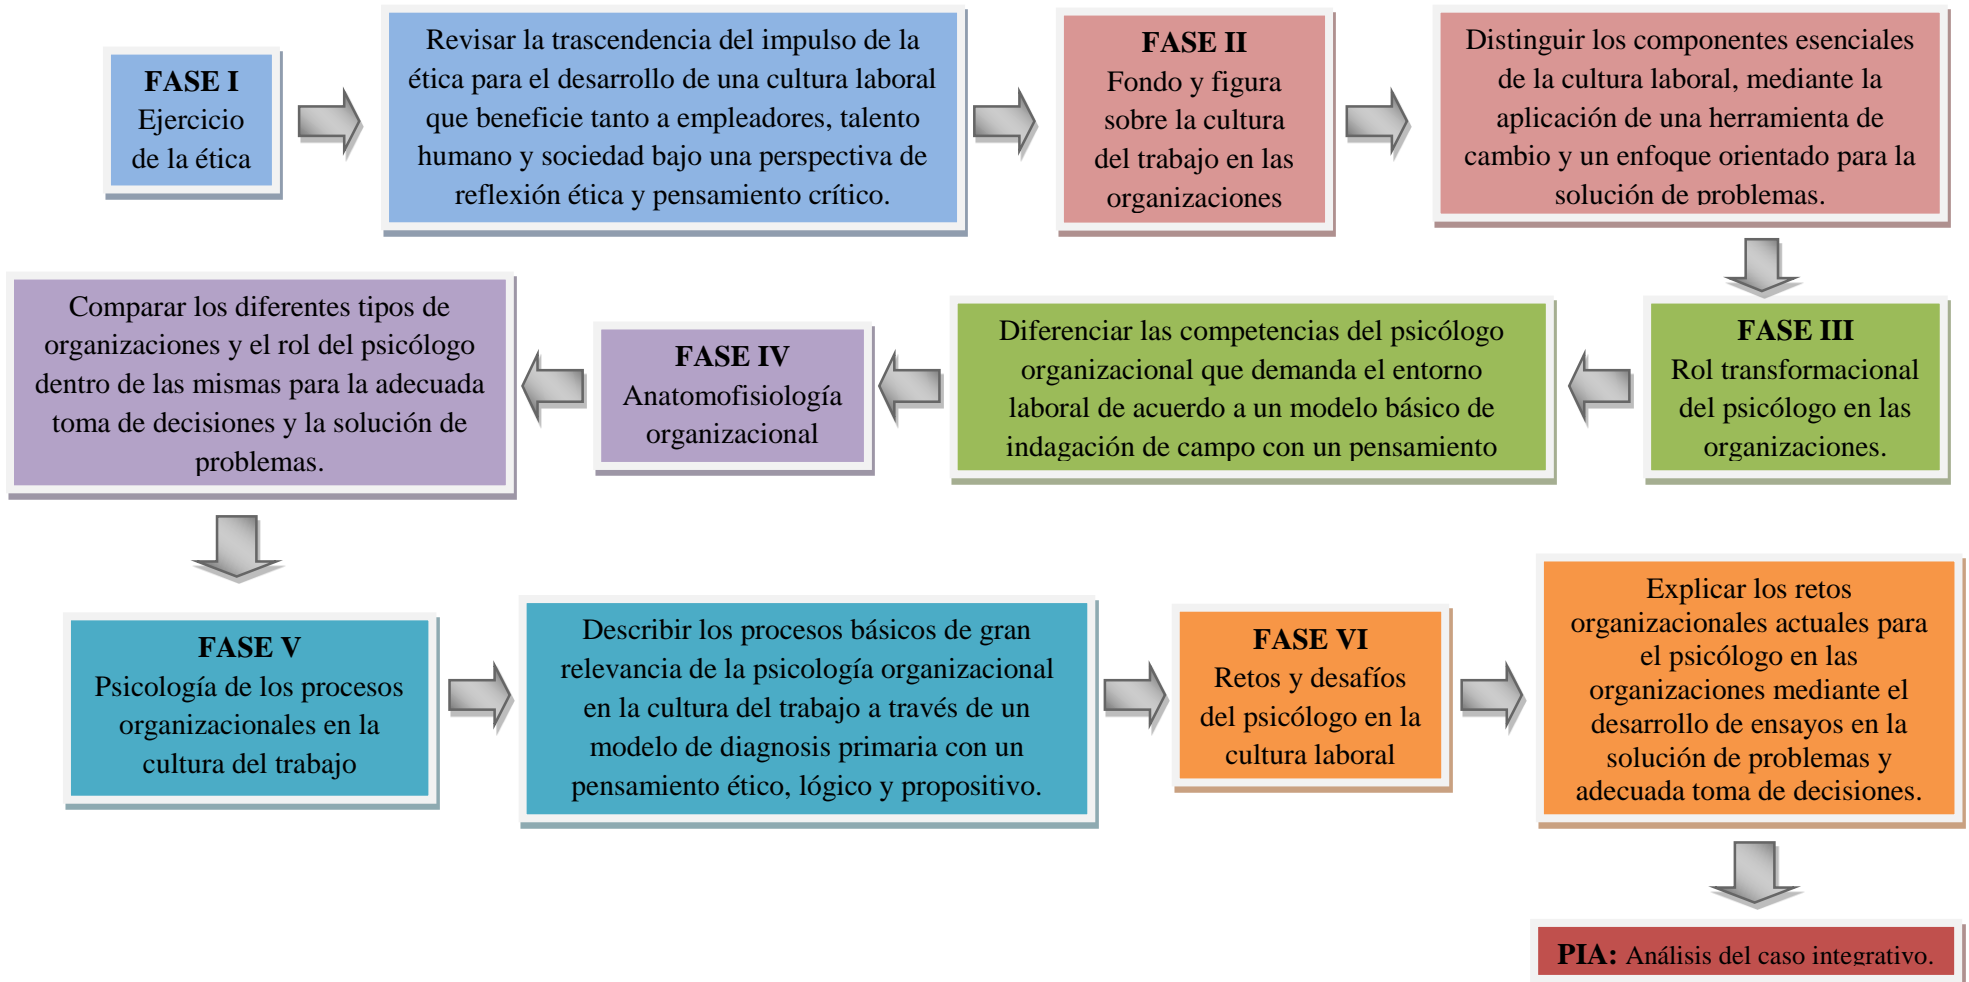 FASE I
Ejercicio
de la ética
Revisar la trascendencia del impulso de la
ética para el desarrollo de una cultura laboral
que beneficie tanto a empleadores, talento
humano y sociedad bajo una perspectiva de
reflexión ética y pensamiento crítico.
FASE II
Fondo y figura
sobre la cultura
del trabajo en las
organizaciones
Distinguir los componentes esenciales
de la cultura laboral, mediante la
aplicación de una herramienta de
cambio y un enfoque orientado para la
solución de problemas.
FASE III
Rol transformacional
del psicólogo en las
organizaciones.
Diferenciar las competencias del psicólogo
organizacional que demanda el entorno
laboral de acuerdo a un modelo básico de
indagación de campo con un pensamiento
FASE IV
Anatomofisiología
organizacional
Comparar los diferentes tipos de
organizaciones y el rol del psicólogo
dentro de las mismas para la adecuada
toma de decisiones y la solución de
problemas.
FASE V
Psicología de los procesos
organizacionales en la
cultura del trabajo
Describir los procesos básicos de gran
relevancia de la psicología organizacional
en la cultura del trabajo a través de un
modelo de diagnosis primaria con un
pensamiento ético, lógico y propositivo.
FASE VI
Retos y desafíos
del psicólogo en la
cultura laboral
Explicar los retos
organizacionales actuales para
el psicólogo en las
organizaciones mediante el
desarrollo de ensayos en la
solución de problemas y
adecuada toma de decisiones.
PIA: Análisis del caso integrativo.